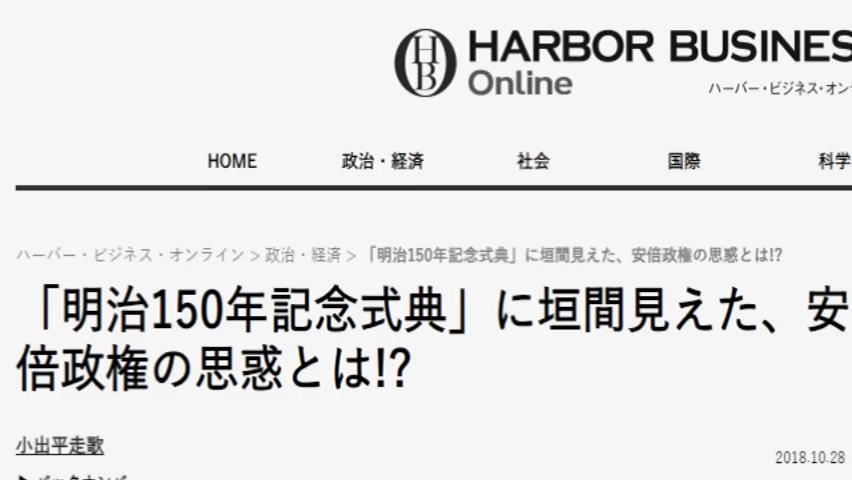 HB
HARBOR BUSINES
Online
ハーバー・ビジネス・オン
HOME 政治・経済 社会 国際 科学
ハーバー・ビジネス・オンライン > 政治・経済 > 「明治150年記念式典」に垣間見えた、安倍政権の思惑とは!?
「明治150年記念式典」に垣間見えた、安
倍政権の思惑とは!?
小出平走歌
2018.10.28